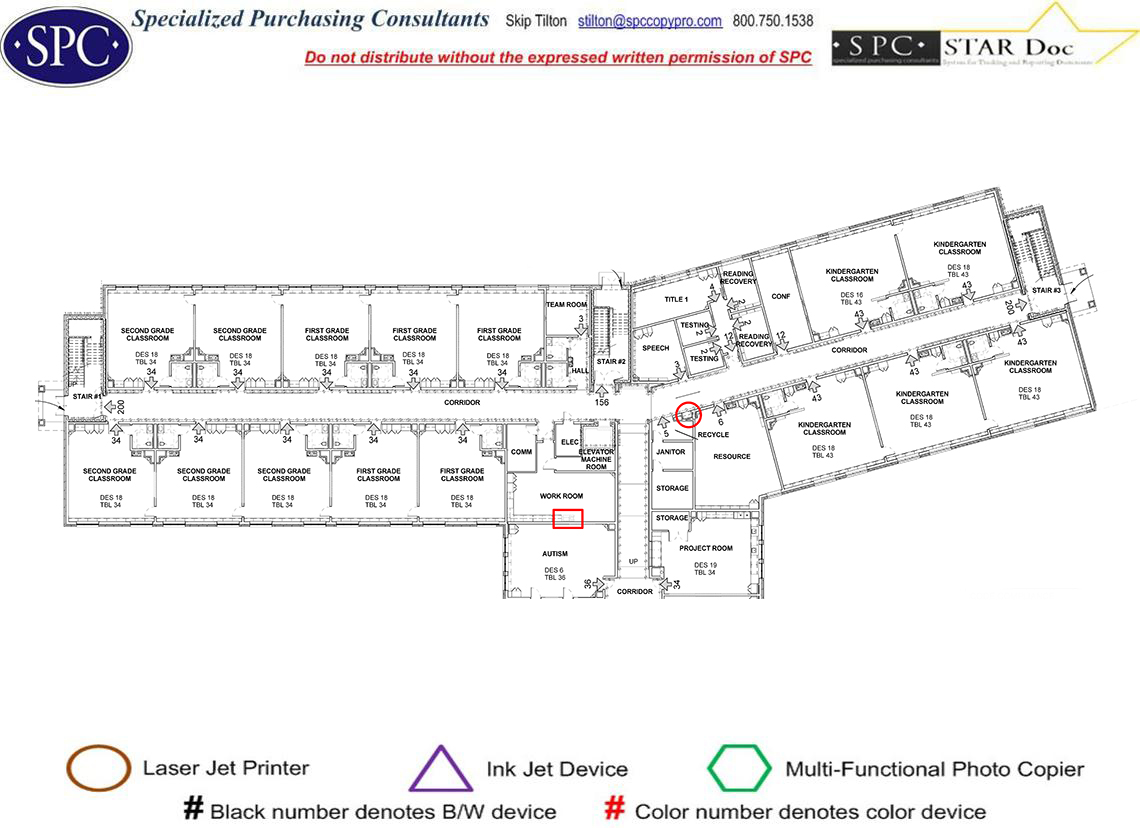 ·SPC·
Specialized Purchasing Consultants Skip Tilton stilton@spccopypro.com 800.750.1538
Do not distribute without the expressed written permission of SPC
· SPC · STAR Doc
specialized purchasing consultants System for Tracking and Reporting Documents
KINDERGARTEN
CLASSROOM
DES 18
TBL 43
43
KINDERGARTEN
CLASSROOM
DES 16
TBL 43
43
STAIR #3
200
READING
RECOVERY
CONF
TITLE 1
4
2
TESTING
2
2
12
READING
RECOVERY
12
SPEECH
TESTING
2
3
TEAM ROOM
3
STAIR #2
HALL
156
SECOND GRADE
CLASSROOM
DES 18
TBL 34
34
SECOND GRADE
CLASSROOM
DES 18
TBL 34
34
FIRST GRADE
CLASSROOM
DES 18
TBL 34
34
FIRST GRADE
CLASSROOM
DES 18
TBL 34
34
FIRST GRADE
CLASSROOM
DES 18
TBL 34
34
STAIR #1
200
CORRIDOR
CORRIDOR
43
KINDERGARTEN
CLASSROOM
DES 18
TBL 43
43
KINDERGARTEN
CLASSROOM
DES 18
TBL 43
43
KINDERGARTEN
CLASSROOM
DES 18
TBL 43
5
6
RECYCLE
JANITOR
RESOURCE
STORAGE
STORAGE
PROJECT ROOM
DES 19
TBL 34
34
34
SECOND GRADE
CLASSROOM
DES 18
TBL 34
34
SECOND GRADE
CLASSROOM
DES 18
TBL 34
34
SECOND GRADE
CLASSROOM
DES 18
TBL 34
34
FIRST GRADE
CLASSROOM
DES 18
TBL 34
34
FIRST GRADE
CLASSROOM
DES 18
TBL 34
COMM
ELEC
ELEVATOR
MACHINE
ROOM
WORK ROOM
AUTISM
DES 6
TBL 36
36
UP
CORRIDOR
Laser Jet Printer
Ink Jet Device
Multi-Functional Photo Copier
# Black number denotes B/W device
# Color number denotes color device